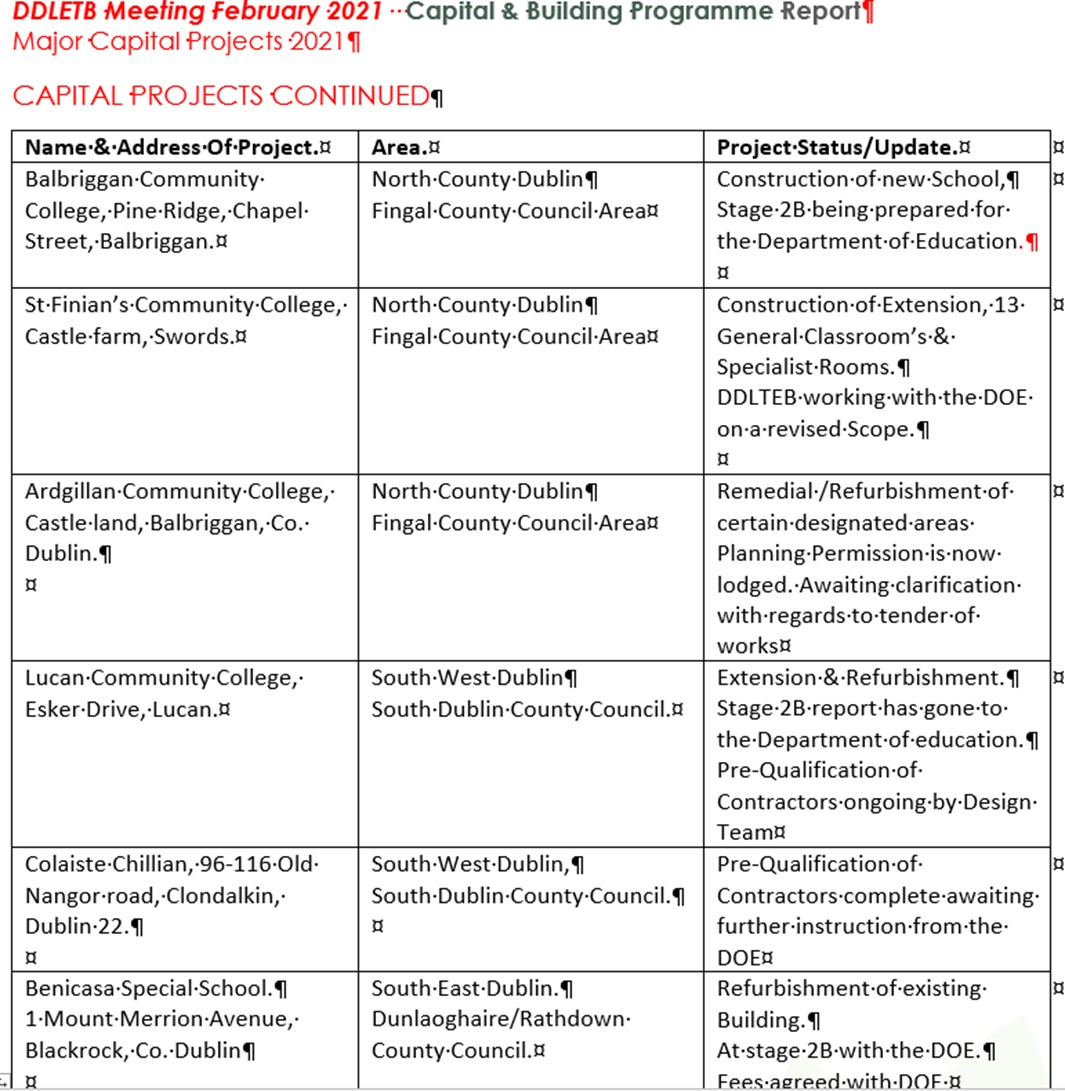 DDLETB Meeting February 2021 Capital & Building Programme Report
Major Capital Projects 2021
CAPITAL PROJECTS CONTINUED
Name & Address Of Project.
Area.
Project Status/Update.
Balbriggan Community
College, Pine Ridge, Chapel
Street, Balbriggan.
North County Dublin
Fingal County Council Area
Construction of new School,
Stage 2B being prepared for
the Department of Education.
St Finian’s Community College,
Castle farm, Swords.
North County Dublin
Fingal County Council Area
Construction of Extension, 13
General Classroom’s &
Specialist Rooms.
DDLTEB working with the DOE
on a revised Scope.
Ardgillan Community College,
Castle land, Balbriggan, Co.
Dublin.
North County Dublin
Fingal County Council Area
Remedial /Refurbishment of
certain designated areas
Planning Permission is now
lodged. Awaiting clarification
with regards to tender of
works
Lucan Community College,
Esker Drive, Lucan.
South West Dublin
South Dublin County Council.
Extension & Refurbishment.
Stage 2B report has gone to
the Department of education.
Pre-Qualification of
Contractors ongoing by Design
Team
Colaiste Chillian, 96-116 Old
Nangor road, Clondalkin,
Dublin 22.
South West Dublin,
South Dublin County Council.
Pre-Qualification of
Contractors complete awaiting
further instruction from the
DOE
Benicasa Special School.
1 Mount Merrion Avenue,
Blackrock, Co. Dublin
South East Dublin.
Dunlaoghaire/Rathdown
County Council.
Refurbishment of existing
Building.
At stage 2B with the DOE.
Fees agreed with DOE